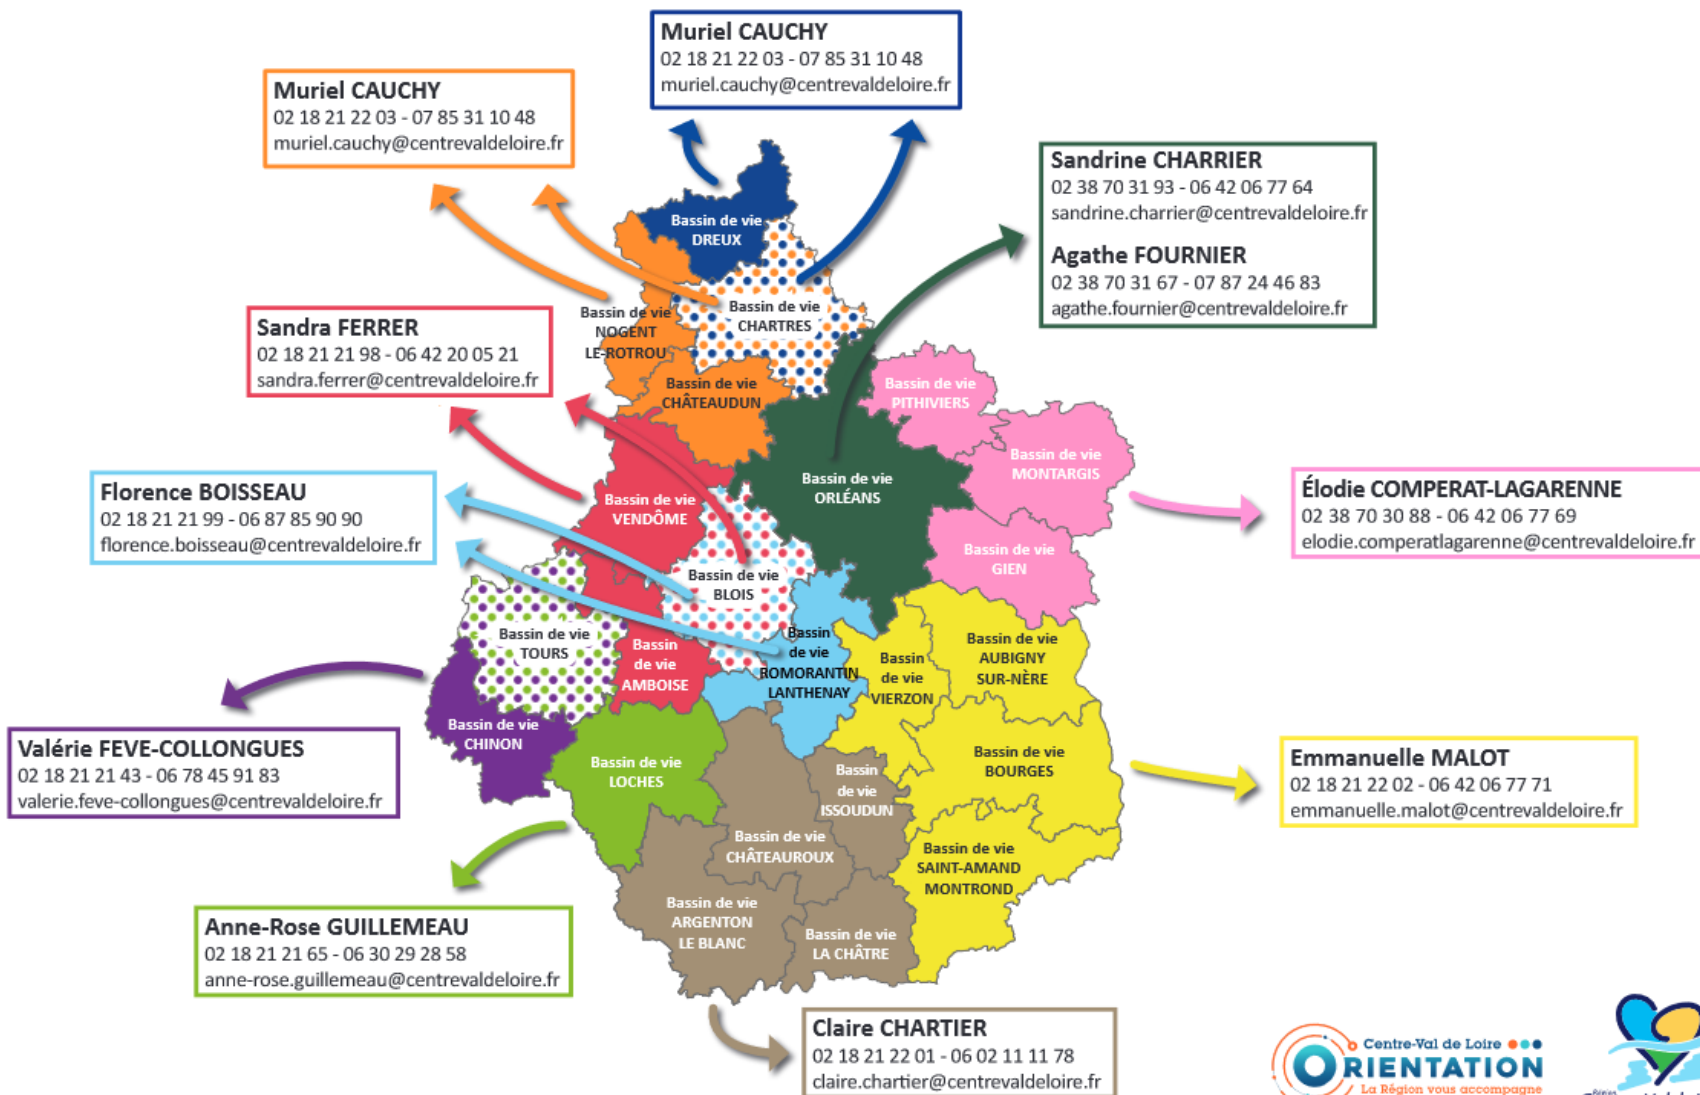 Muriel CAUCHY
02 18 21 22 03 - 07 85 31 10 48
muriel.cauchy@centrevaldeloire.fr
Muriel CAUCHY
02 18 21 22 03 - 07 85 31 10 48
muriel.cauchy@centrevaldeloire.fr
Sandrine CHARRIER
02 38 70 31 93 - 06 42 06 77 64
sandrine.charrier@centrevaldeloire.fr
Agathe FOURNIER
02 38 70 31 67 - 07 87 24 46 83
agathe.fournier@centrevaldeloire.fr
Sandra FERRER
02 18 21 21 98 - 06 42 20 05 21
sandra.ferrer@centrevaldeloire.fr
Florence BOISSEAU
02 18 21 21 99 - 06 87 85 90 90
florence.boisseau@centrevaldeloire.fr
Élodie COMPERAT-LAGARENNE
02 38 70 30 88 - 06 42 06 77 69
elodie.comperatlagarenne@centrevaldeloire.fr
Valérie FEVE-COLLONGUES
02 18 21 21 43 - 06 78 45 91 83
valerie.feve-collongues@centrevaldeloire.fr
Emmanuelle MALOT
02 18 21 22 02 - 06 42 06 77 71
emmanuelle.malot@centrevaldeloire.fr
Anne-Rose GUILLEMEAU
02 18 21 21 65 - 06 30 29 28 58
anne-rose.guillemeau@centrevaldeloire.fr
Claire CHARTIER
02 18 21 22 01 - 06 02 11 11 78
claire.chartier@centrevaldeloire.fr
Bassin de vie
DREUX
Bassin de vie
CHARTRES
Bassin de vie
NOGENT
LE-ROTROU
Bassin de vie
CHÂTEAUDUN
Bassin de vie
PITHIVIERS
Bassin de vie
MONTARGIS
Bassin de vie
ORLÉANS
Bassin de vie
VENDÔME
Bassin de vie
GIEN
Bassin de vie
BLOIS
Bassin de vie
TOURS
Bassin
de vie
AMBOISE
Bassin
de vie
ROMORANTIN
LANTHENAY
Bassin
de vie
VIERZON
Bassin de vie
AUBIGNY
SUR-NÈRE
Bassin de vie
CHINON
Bassin de vie
LOCHES
Bassin de vie
BOURGES
Bassin
de vie
ISSOUDUN
Bassin de vie
CHÂTEAUROUX
Bassin de vie
SAINT-AMAND
MONTROND
Bassin de vie
ARGENTON
LE BLANC
Bassin de vie
LA CHÂTRE
Centre-Val de Loire
ORIENTATION
La Région vous accompagne